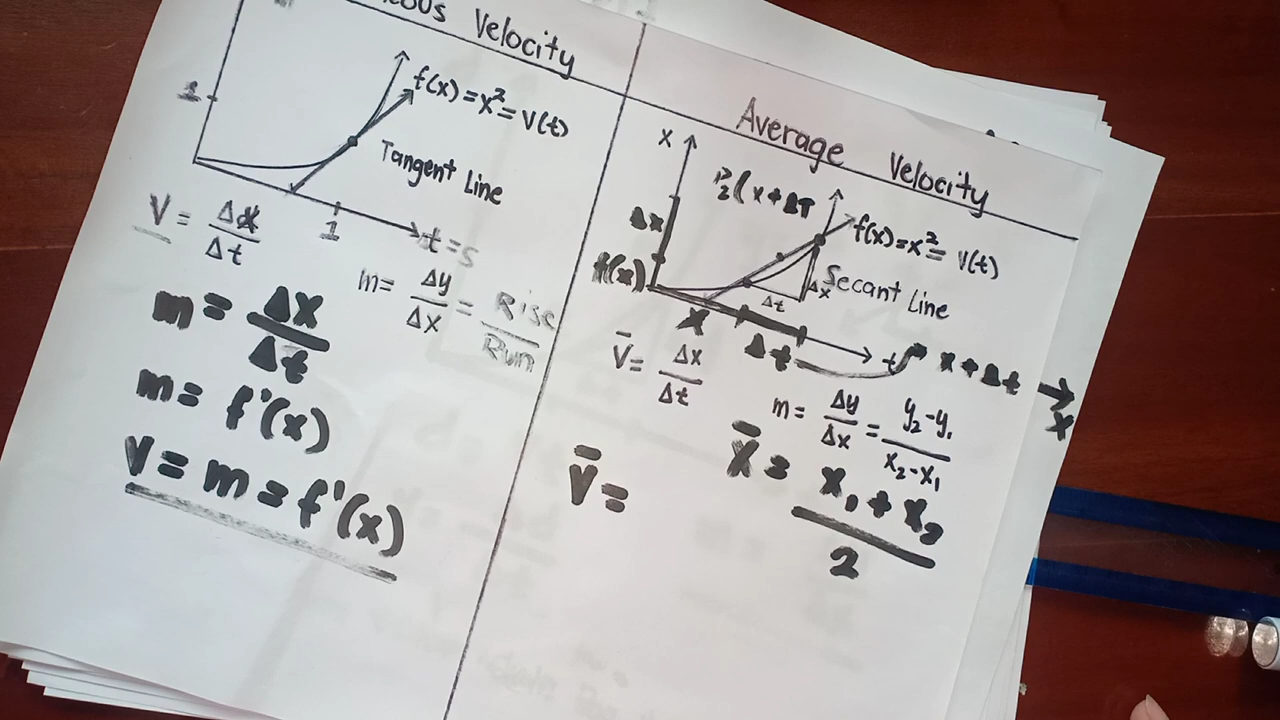 Velocity
1
f(x) = x² = v(t)
Tangent Line
1
t = s
V = Δx/Δt
m = Δy/Δx = Rise/Run
m = Δx/Δt
m = f'(x)
V = m = f'(x)
Average Velocity
X
(x + ΔT
Δx
f(x) = x² = v(t)
f(x)
Secant Line
Δx
Δt
X
Δt
t
x + Δt
X
V̄ = Δx/Δt
m = Δy/Δx = y₂-y₁/x₂-x₁
V̄ =
X̄ = x₁ + x₂/2